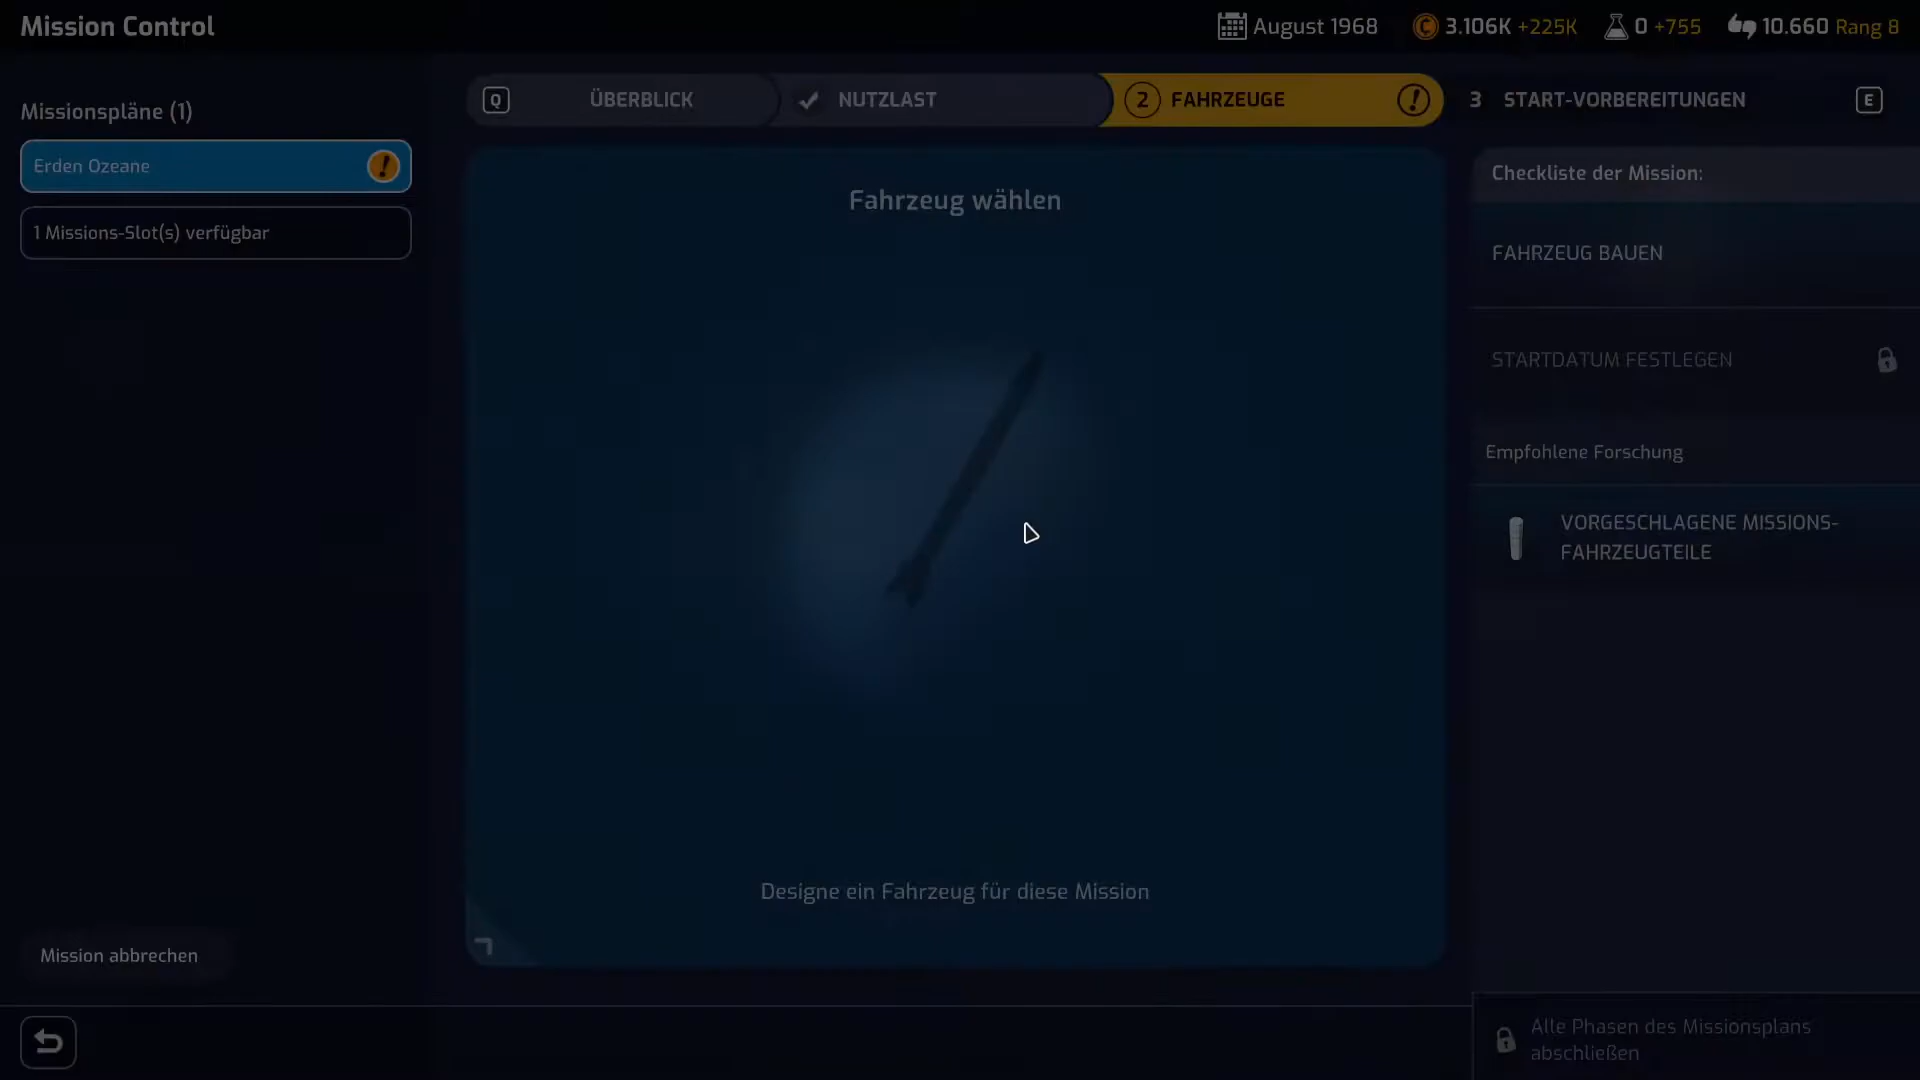 Mission Control
August 1968
3.106K +225K
0 +755
10.660 Rang 8
Missionspläne (1)
Erden Ozeane
1 Missions-Slot(s) verfügbar
Q
ÜBERBLICK
NUTZLAST
2 FAHRZEUGE
3 START-VORBEREITUNGEN
E
Fahrzeug wählen
Designe ein Fahrzeug für diese Mission
Checkliste der Mission:
FAHRZEUG BAUEN
STARTDATUM FESTLEGEN
Empfohlene Forschung
VORGESCHLAGENE MISSIONS-
FAHRZEUGTEILE
Mission abbrechen
Alle Phasen des Missionsplans
abschließen